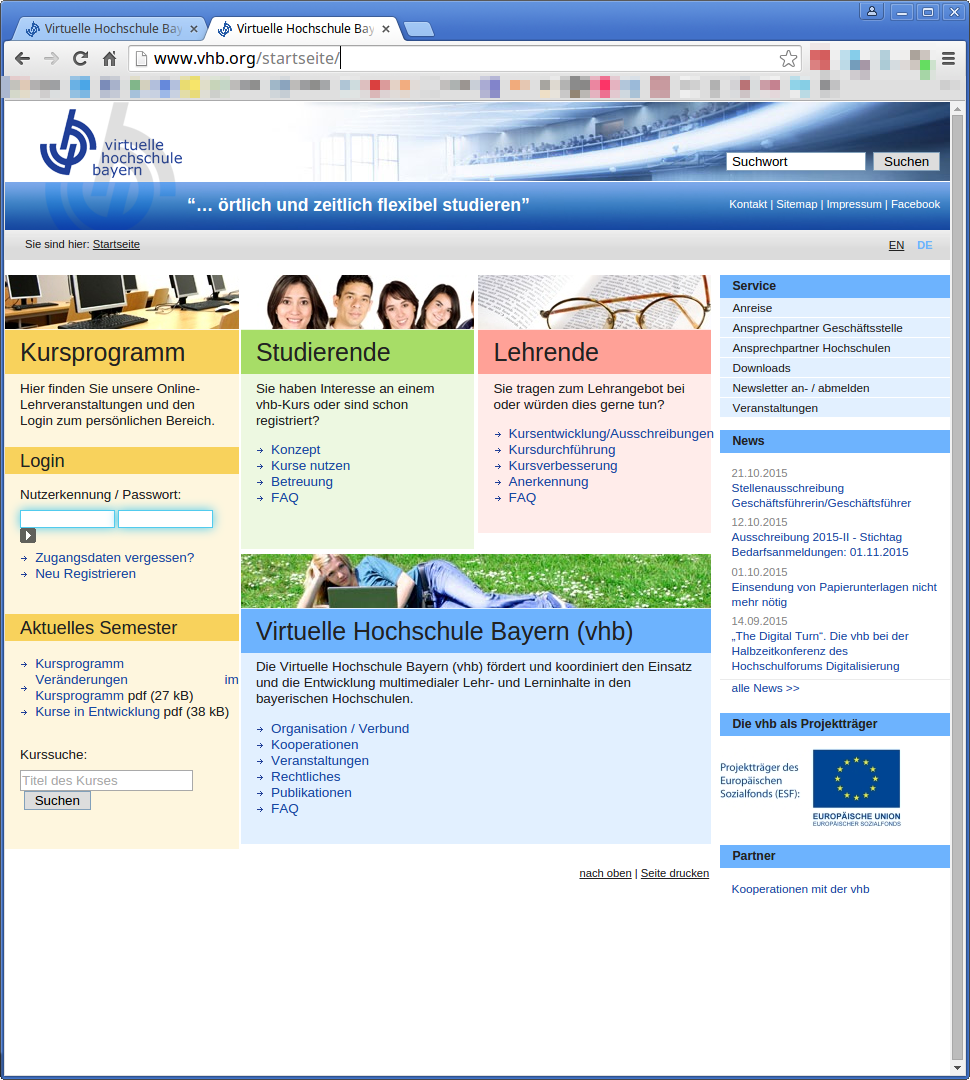 Virtuelle Hochschule Bay
Virtuelle Hochschule Bay
www.vhb.org/startseite/
virtuelle
hochschule
bayern
Suchwort
Suchen
“… örtlich und zeitlich flexibel studieren”
Kontakt | Sitemap | Impressum | Facebook
Sie sind hier: Startseite
EN DE
Kursprogramm
Hier finden Sie unsere Online-
Lehrveranstaltungen und den
Login zum persönlichen Bereich.
Login
Nutzerkennung / Passwort:
Zugangsdaten vergessen?
Neu Registrieren
Aktuelles Semester
Kursprogramm
Veränderungen im
Kursprogramm pdf (27 kB)
Kurse in Entwicklung pdf (38 kB)
Kurssuche:
Titel des Kurses
Suchen
Studierende
Sie haben Interesse an einem
vhb-Kurs oder sind schon
registriert?
Konzept
Kurse nutzen
Betreuung
FAQ
Lehrende
Sie tragen zum Lehrangebot bei
oder würden dies gerne tun?
Kursentwicklung/Ausschreibungen
Kursdurchführung
Kursverbesserung
Anerkennung
FAQ
Virtuelle Hochschule Bayern (vhb)
Die Virtuelle Hochschule Bayern (vhb) fördert und koordiniert den Einsatz
und die Entwicklung multimedialer Lehr- und Lerninhalte in den
bayerischen Hochschulen.
Organisation / Verbund
Kooperationen
Veranstaltungen
Rechtliches
Publikationen
FAQ
nach oben | Seite drucken
Service
Anreise
Ansprechpartner Geschäftsstelle
Ansprechpartner Hochschulen
Downloads
Newsletter an- / abmelden
Veranstaltungen
News
21.10.2015
Stellenausschreibung
Geschäftsführerin/Geschäftsführer
12.10.2015
Ausschreibung 2015-II - Stichtag
Bedarfsanmeldungen: 01.11.2015
01.10.2015
Einsendung von Papierunterlagen nicht
mehr nötig
14.09.2015
„The Digital Turn“. Die vhb bei der
Halbzeitkonferenz des
Hochschulforums Digitalisierung
alle News >>
Die vhb als Projektträger
Projektträger des
Europäischen
Sozialfonds (ESF):
EUROPÄISCHE UNION
EUROPÄISCHER SOZIALFONDS
Partner
Kooperationen mit der vhb